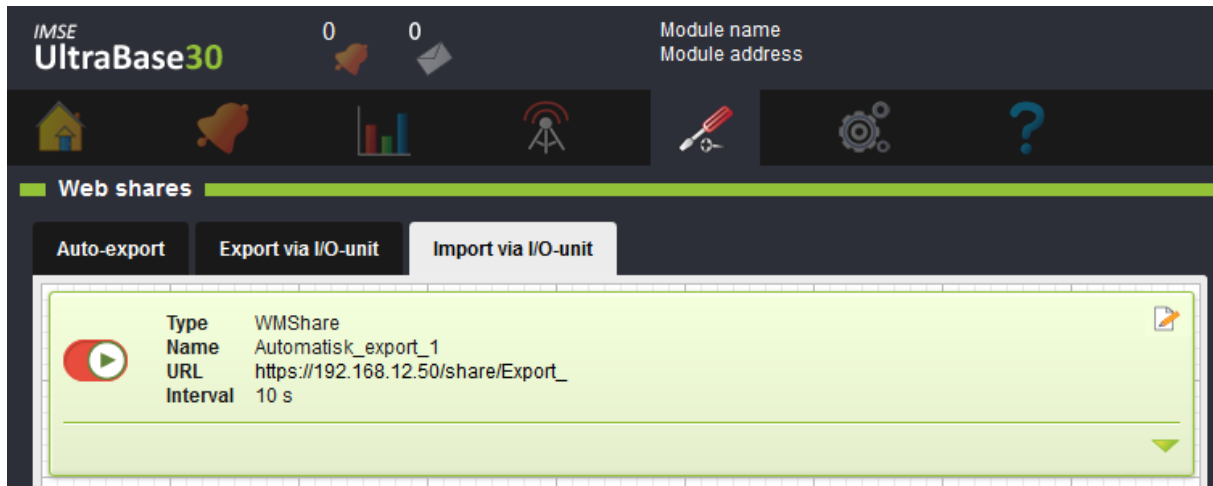 IMSE
UltraBase30
0
0
Module name
Module address
Web shares
Auto-export
Export via I/O-unit
Import via I/O-unit
Type WMShare
Name Automatisk_export_1
URL https://192.168.12.50/share/Export_
Interval 10 s